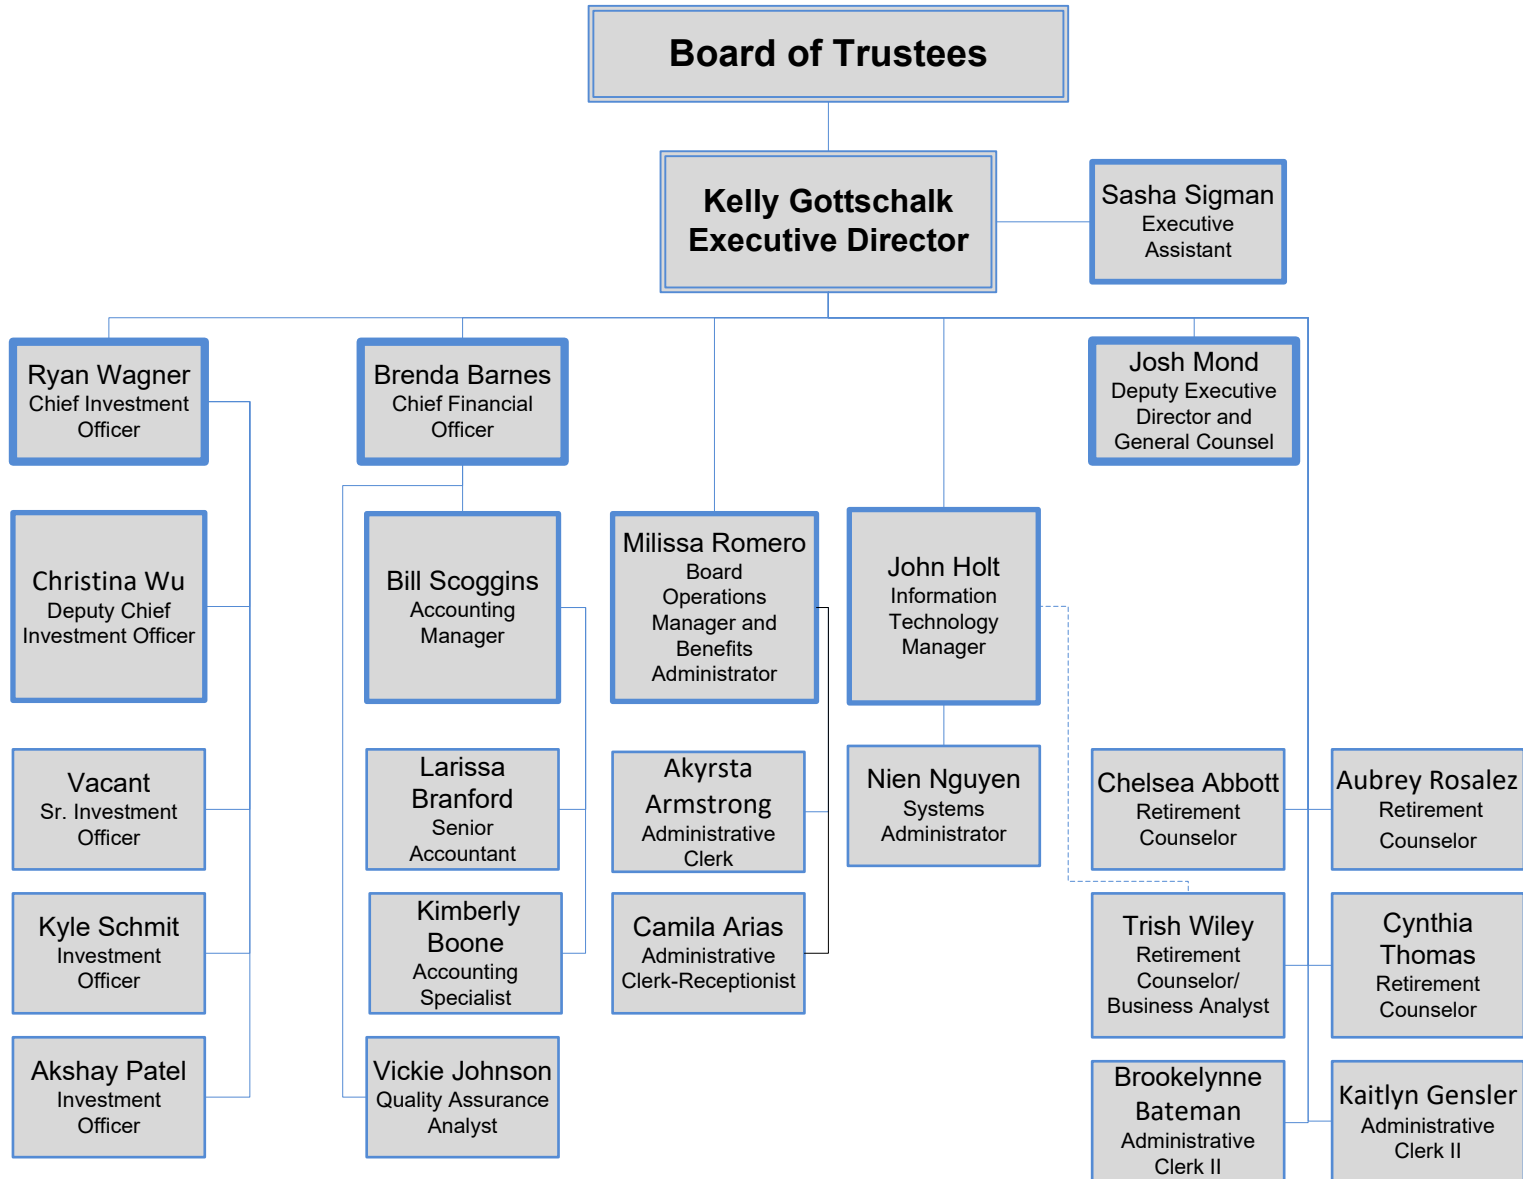 Board of Trustees
Kelly Gottschalk
Executive Director
Sasha Sigman
Executive
Assistant
Ryan Wagner
Chief Investment
Officer
Brenda Barnes
Chief Financial
Officer
Josh Mond
Deputy Executive
Director and
General Counsel
Christina Wu
Deputy Chief
Investment Officer
Bill Scoggins
Accounting
Manager
Milissa Romero
Board
Operations
Manager and
Benefits
Administrator
John Holt
Information
Technology
Manager
Vacant
Sr. Investment
Officer
Larissa
Branford
Senior
Accountant
Akyrsta
Armstrong
Administrative
Clerk
Nien Nguyen
Systems
Administrator
Chelsea Abbott
Retirement
Counselor
Aubrey Rosalez
Retirement
Counselor
Kyle Schmit
Investment
Officer
Kimberly
Boone
Accounting
Specialist
Camila Arias
Administrative
Clerk-Receptionist
Trish Wiley
Retirement
Counselor/
Business Analyst
Cynthia
Thomas
Retirement
Counselor
Akshay Patel
Investment
Officer
Vickie Johnson
Quality Assurance
Analyst
Brookelynne
Bateman
Administrative
Clerk II
Kaitlyn Gensler
Administrative
Clerk II